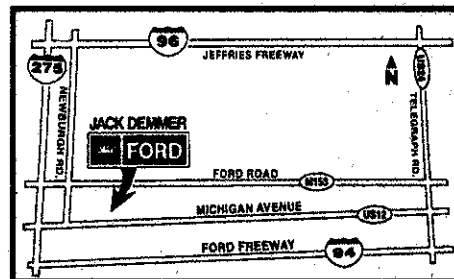 96
JEFFRIES FREEWAY
275
NEWBURGH RD.
N
US24
TELEGRAPH RD.
JACK DEMMER
FORD
FORD ROAD
M153
MICHIGAN AVENUE
US12
FORD FREEWAY
94